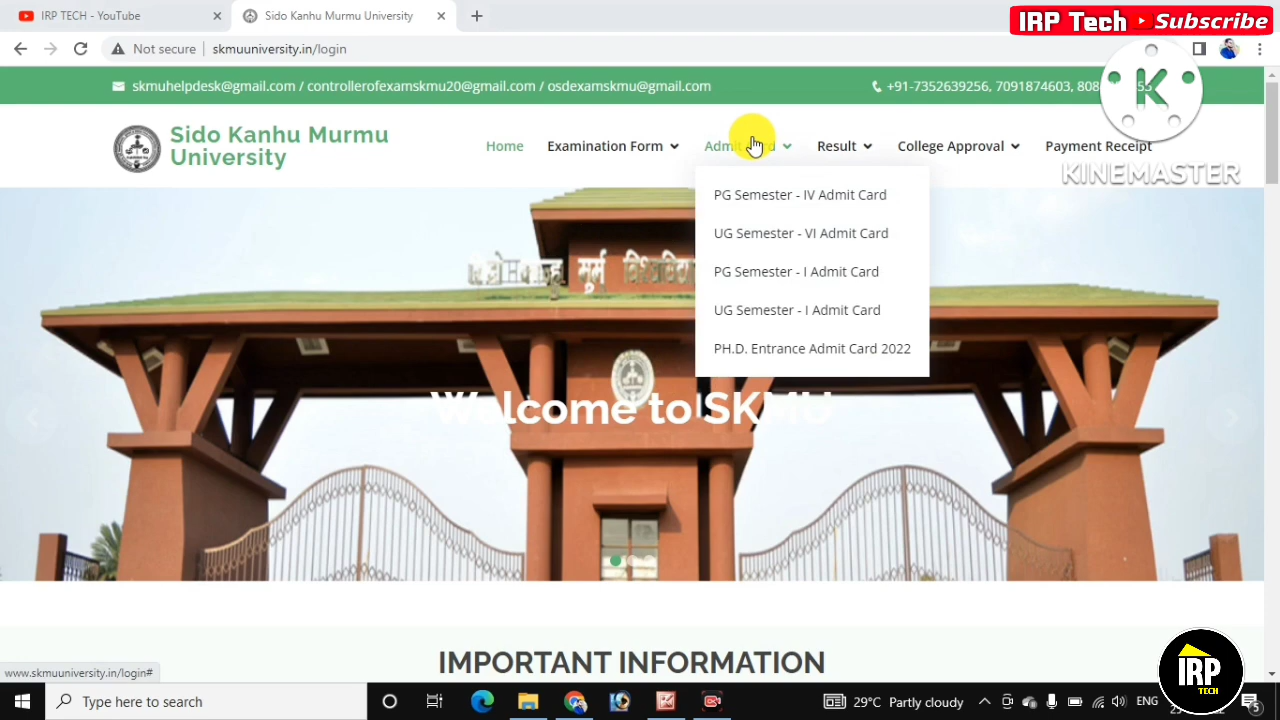 IRP TECH - YouTube
Sido Kanhu Murmu University
IRP Tech Subscribe
Not secure
skmuuniversity.in/login
skmuhelpdesk@gmail.com / controllerofexamskmu20@gmail.com / osdexamskmu@gmail.com
+91-7352639256, 7091874603,
Sido Kanhu Murmu
University
Home
Examination Form
Admit Card
Result
College Approval
Payment Receipt
K
KINEMASTER
PG Semester - IV Admit Card
UG Semester - VI Admit Card
PG Semester - I Admit Card
UG Semester - I Admit Card
PH.D. Entrance Admit Card 2022
Welcome to SKMU
IMPORTANT INFORMATION
www.skmuuniversity.in/login#
IRP
TECH
Type here to search
29°C Partly cloudy
ENG
5